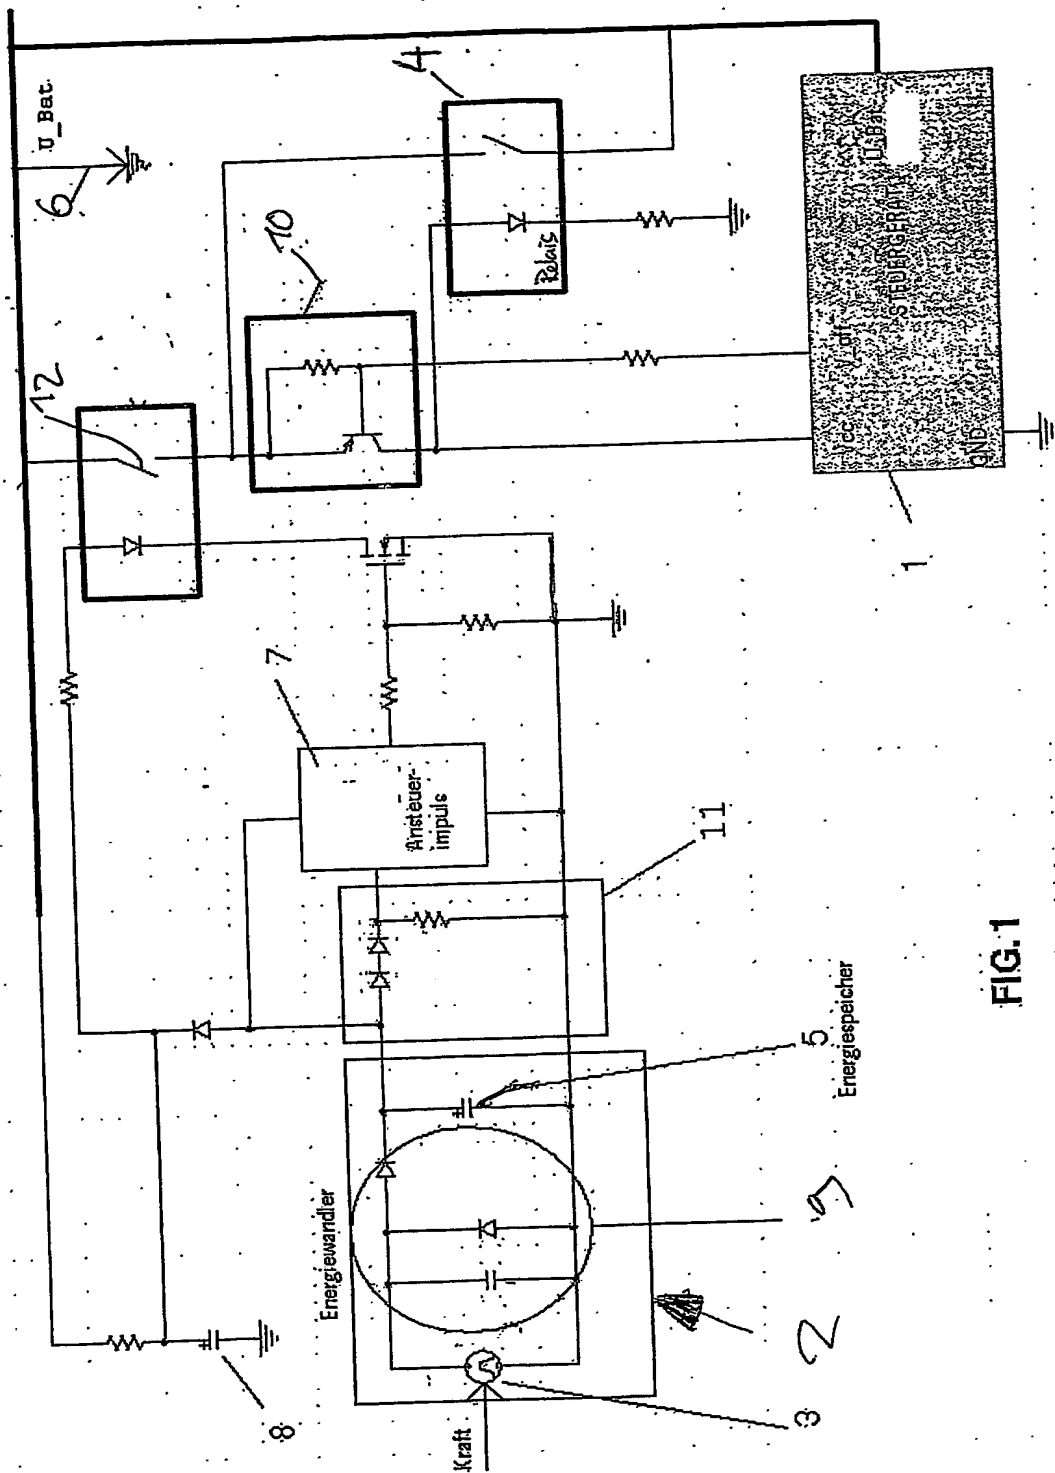 U_Bat.
6
4
12
10
Relais
Vcc
V_off
U_Bat
STEUERGERÄT
GND
1
7
Ansteuer-
impuls
11
Energiewandler
5
Energiespeicher
9
2
3
8
Kraft
FIG.1